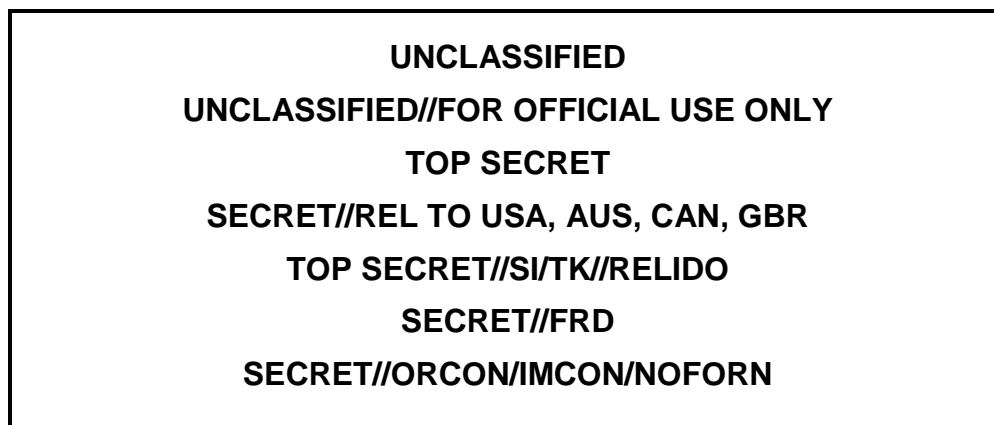 UNCLASSIFIED
UNCLASSIFIED//FOR OFFICIAL USE ONLY
TOP SECRET
SECRET//REL TO USA, AUS, CAN, GBR
TOP SECRET//SI/TK//RELIDO
SECRET//FRD
SECRET//ORCON/IMCON/NOFORN